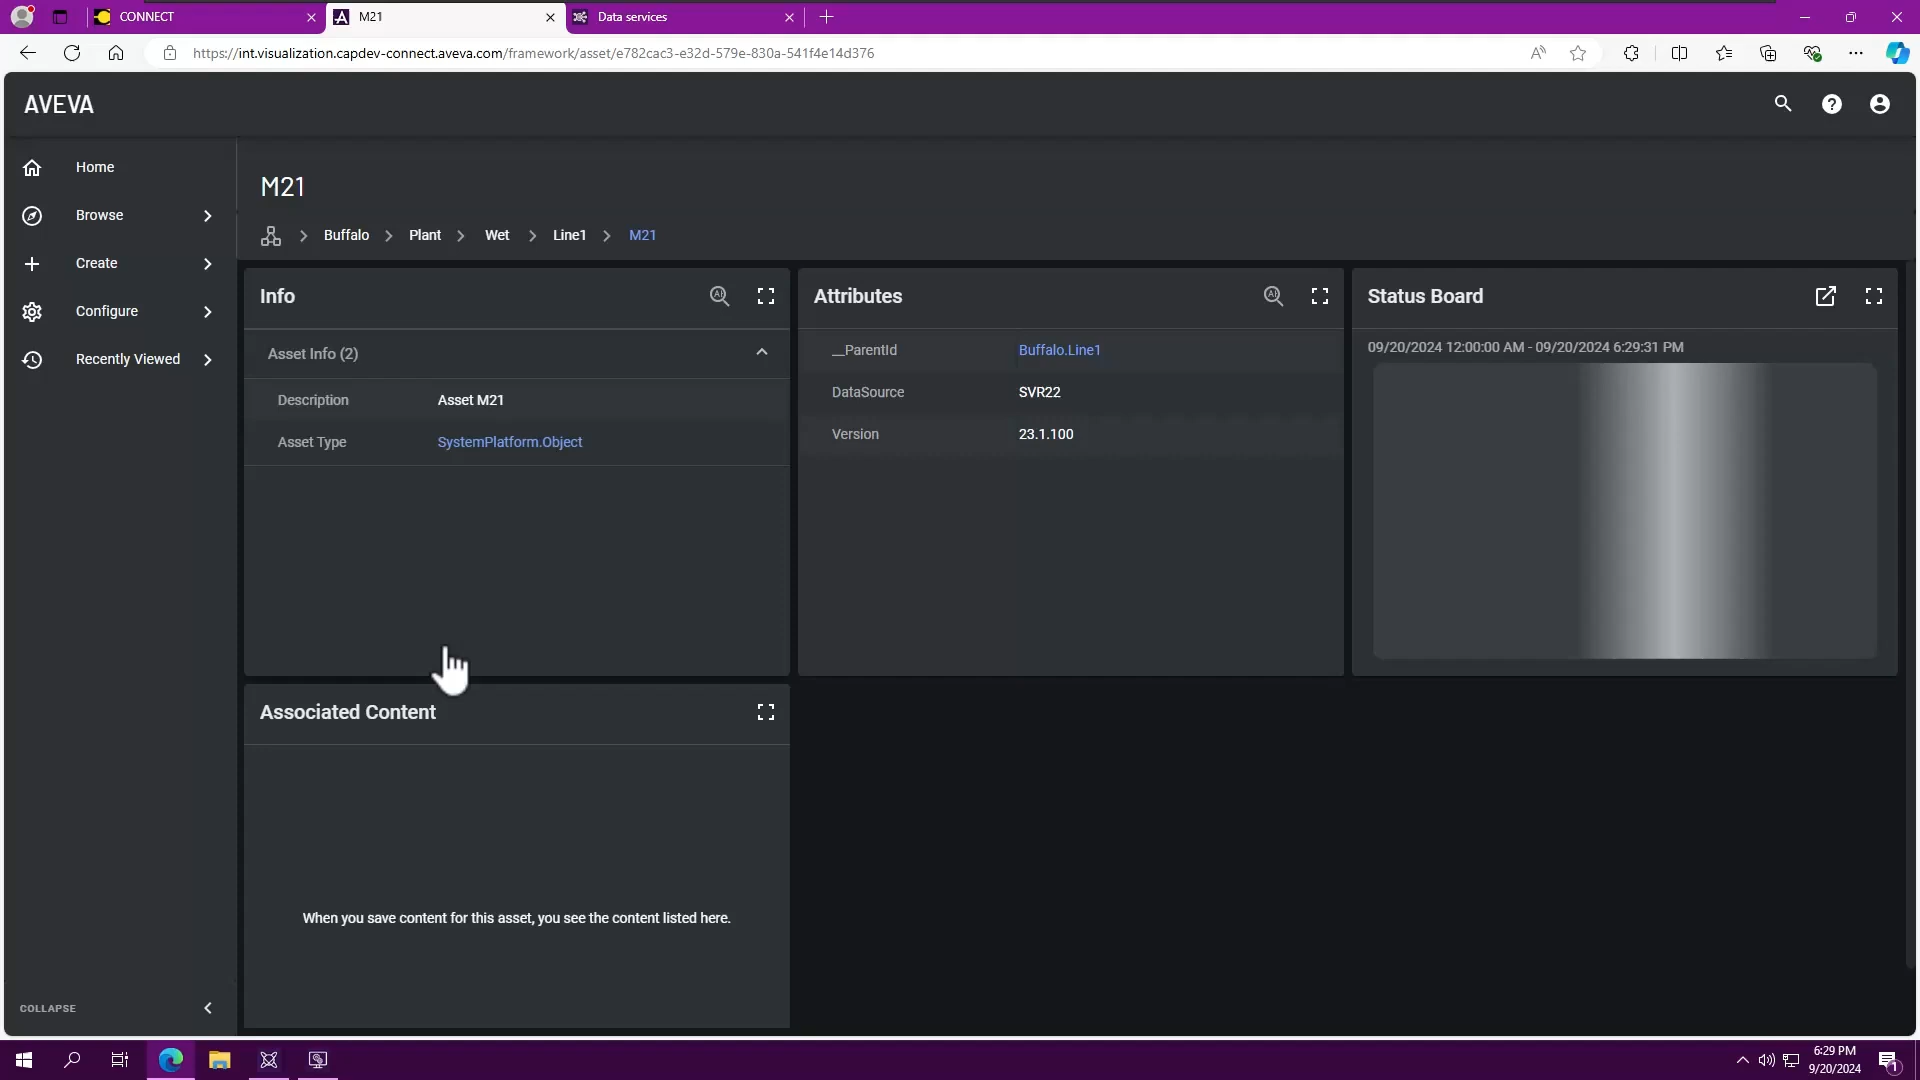 CONNECT
M21
Data services
https://int.visualization.capdev-connect.aveva.com/framework/asset/e782cac3-e32d-579e-830a-541f4e14d376
AVEVA
Home
Browse
Create
Configure
Recently Viewed
M21
Buffalo > Plant > Wet > Line1 > M21
Info
Asset Info (2)
Description Asset M21
Asset Type SystemPlatform.Object
Attributes
__ParentId Buffalo.Line1
DataSource SVR22
Version 23.1.100
Status Board
09/20/2024 12:00:00 AM - 09/20/2024 6:29:31 PM
Associated Content
When you save content for this asset, you see the content listed here.
COLLAPSE
6:29 PM
9/20/2024
1